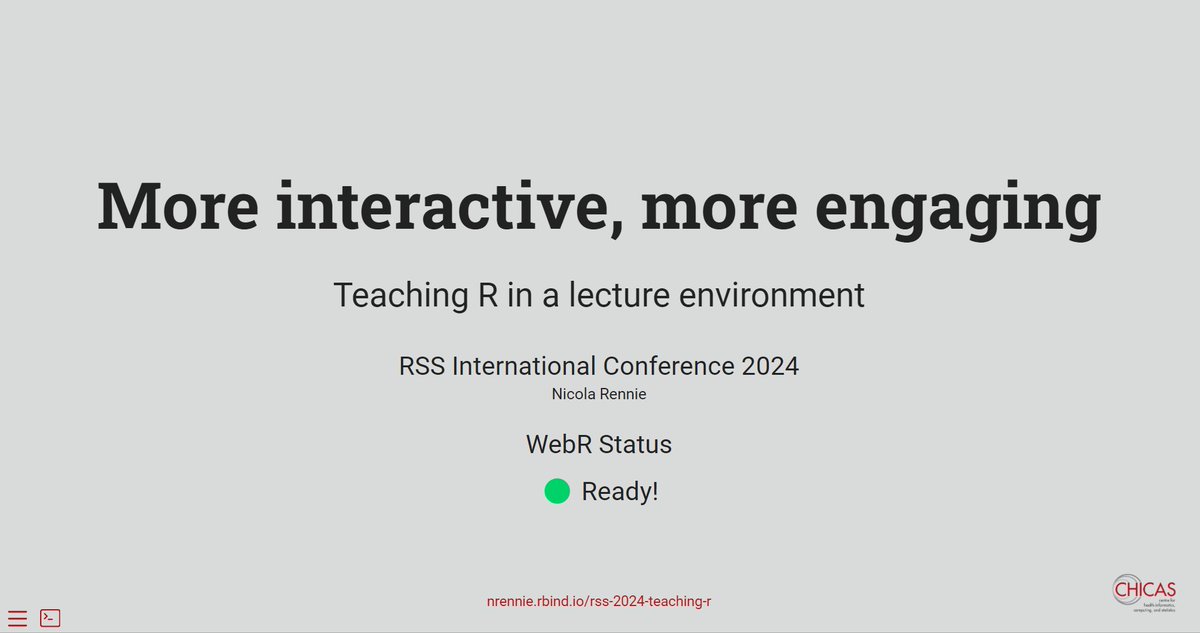 More interactive, more engaging
Teaching R in a lecture environment
RSS International Conference 2024
Nicola Rennie
WebR Status
Ready!
nrennie.rbind.io/rss-2024-teaching-r
CHICAS
centre for
health informatics,
computing, and statistics